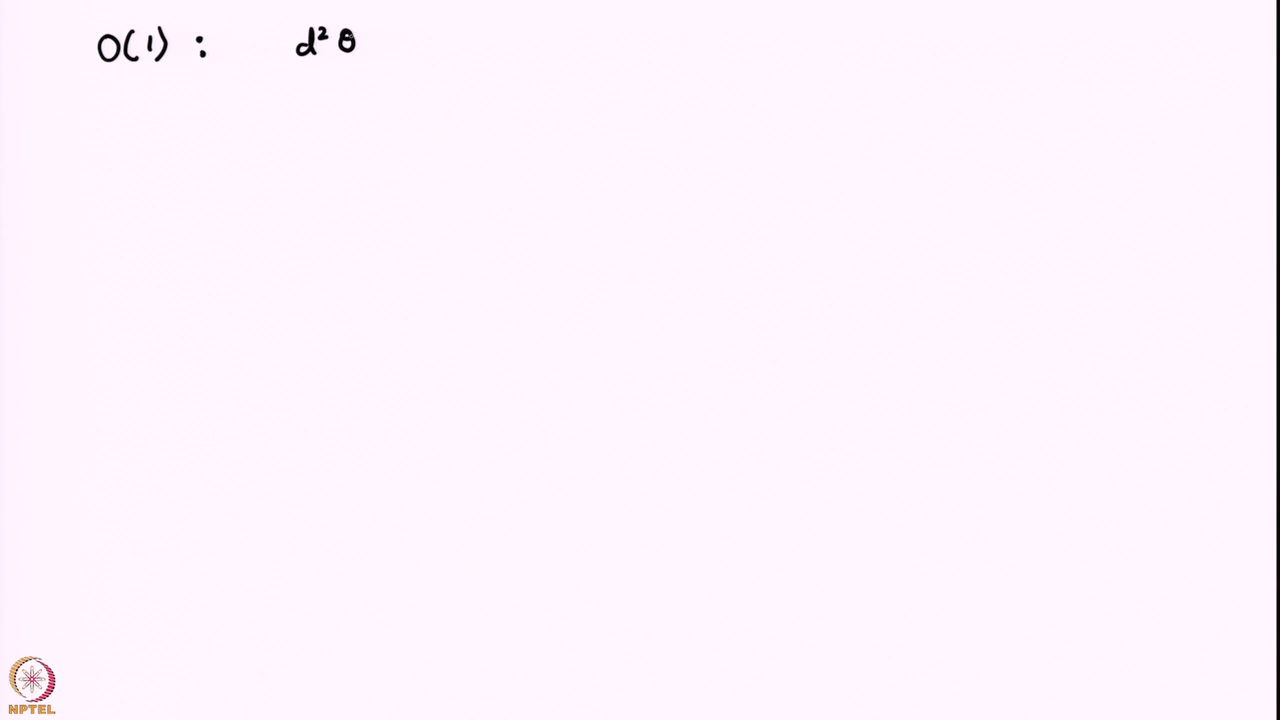 O(1) : d² θ
NPTEL